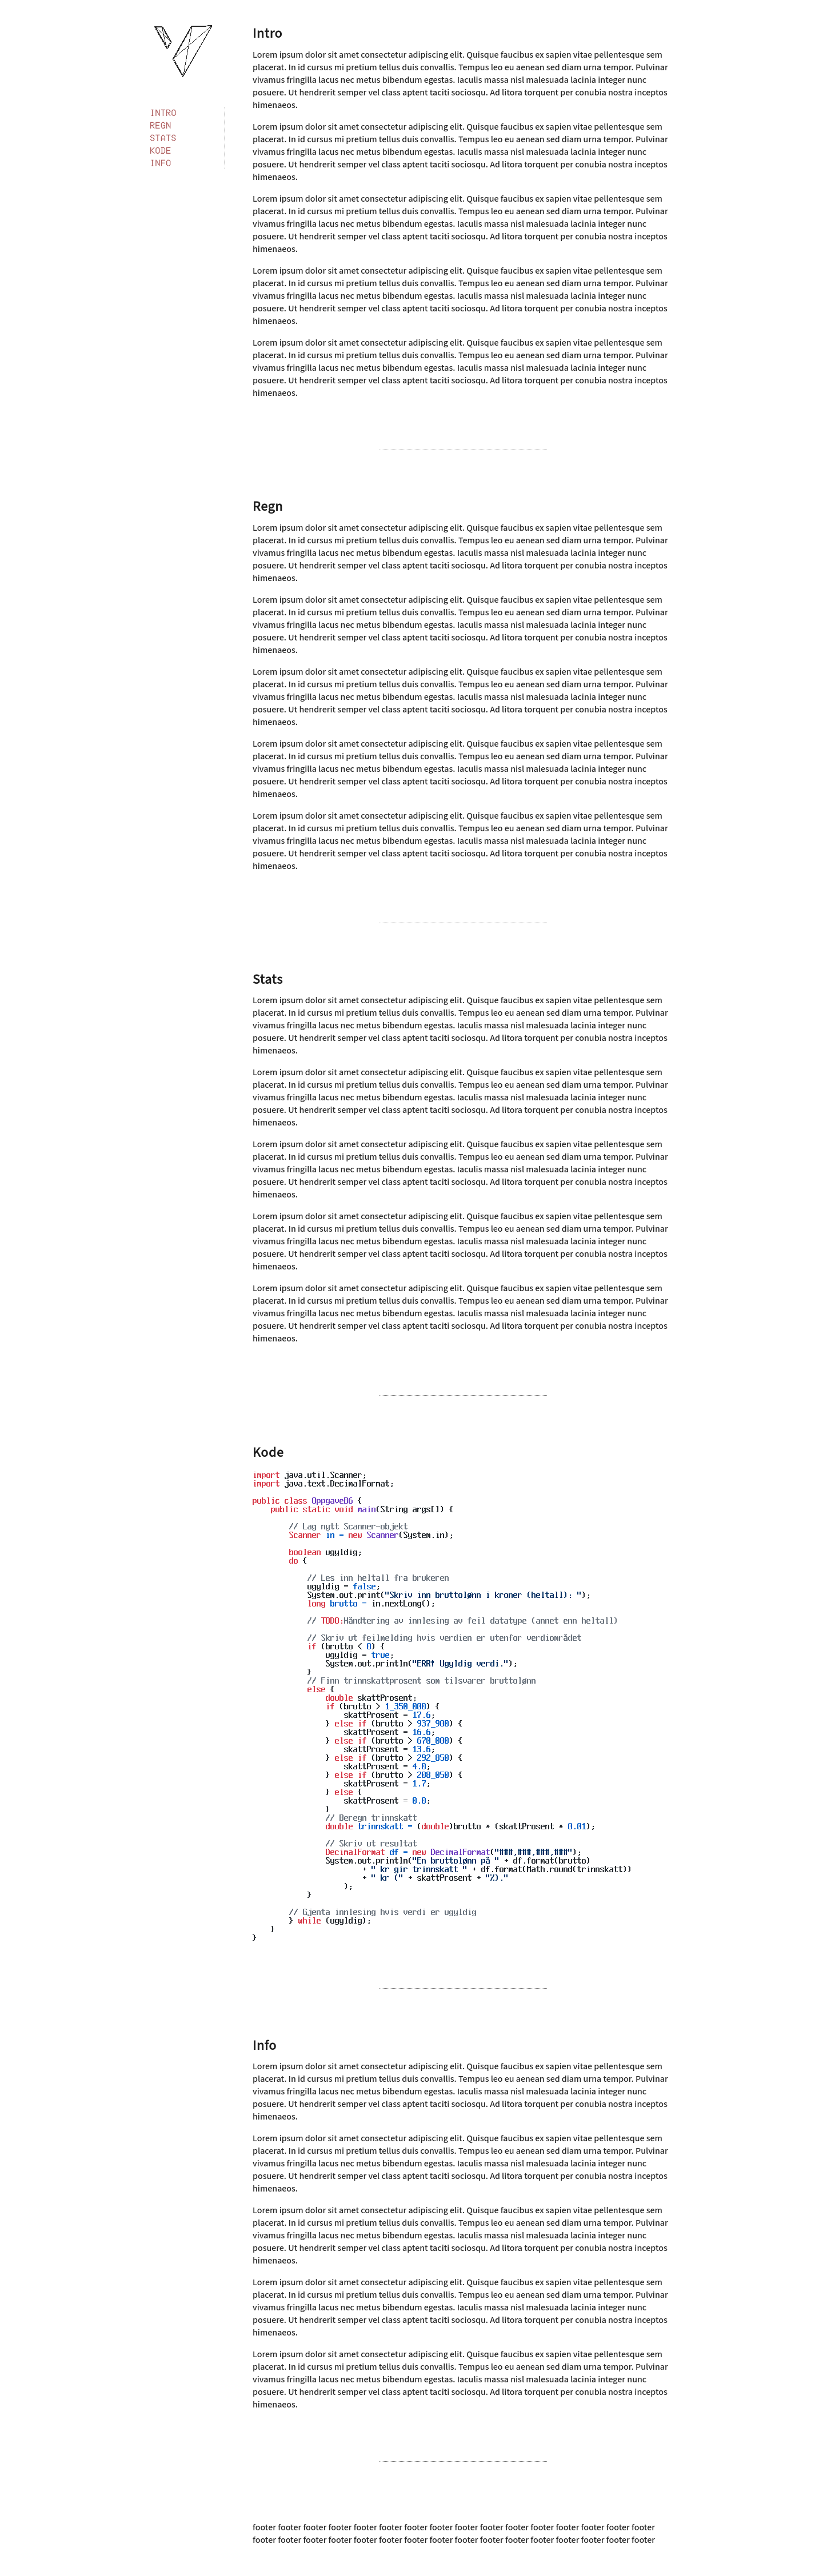 INTRO
REGN
STATS
KODE
INFO
Intro
Lorem ipsum dolor sit amet consectetur adipiscing elit. Quisque faucibus ex sapien vitae pellentesque sem
placerat. In id cursus mi pretium tellus duis convallis. Tempus leo eu aenean sed diam urna tempor. Pulvinar
vivamus fringilla lacus nec metus bibendum egestas. Iaculis massa nisl malesuada lacinia integer nunc
posuere. Ut hendrerit semper vel class aptent taciti sociosqu. Ad litora torquent per conubia nostra inceptos
himenaeos.
Lorem ipsum dolor sit amet consectetur adipiscing elit. Quisque faucibus ex sapien vitae pellentesque sem
placerat. In id cursus mi pretium tellus duis convallis. Tempus leo eu aenean sed diam urna tempor. Pulvinar
vivamus fringilla lacus nec metus bibendum egestas. Iaculis massa nisl malesuada lacinia integer nunc
posuere. Ut hendrerit semper vel class aptent taciti sociosqu. Ad litora torquent per conubia nostra inceptos
himenaeos.
Lorem ipsum dolor sit amet consectetur adipiscing elit. Quisque faucibus ex sapien vitae pellentesque sem
placerat. In id cursus mi pretium tellus duis convallis. Tempus leo eu aenean sed diam urna tempor. Pulvinar
vivamus fringilla lacus nec metus bibendum egestas. Iaculis massa nisl malesuada lacinia integer nunc
posuere. Ut hendrerit semper vel class aptent taciti sociosqu. Ad litora torquent per conubia nostra inceptos
himenaeos.
Lorem ipsum dolor sit amet consectetur adipiscing elit. Quisque faucibus ex sapien vitae pellentesque sem
placerat. In id cursus mi pretium tellus duis convallis. Tempus leo eu aenean sed diam urna tempor. Pulvinar
vivamus fringilla lacus nec metus bibendum egestas. Iaculis massa nisl malesuada lacinia integer nunc
posuere. Ut hendrerit semper vel class aptent taciti sociosqu. Ad litora torquent per conubia nostra inceptos
himenaeos.
Lorem ipsum dolor sit amet consectetur adipiscing elit. Quisque faucibus ex sapien vitae pellentesque sem
placerat. In id cursus mi pretium tellus duis convallis. Tempus leo eu aenean sed diam urna tempor. Pulvinar
vivamus fringilla lacus nec metus bibendum egestas. Iaculis massa nisl malesuada lacinia integer nunc
posuere. Ut hendrerit semper vel class aptent taciti sociosqu. Ad litora torquent per conubia nostra inceptos
himenaeos.
Regn
Lorem ipsum dolor sit amet consectetur adipiscing elit. Quisque faucibus ex sapien vitae pellentesque sem
placerat. In id cursus mi pretium tellus duis convallis. Tempus leo eu aenean sed diam urna tempor. Pulvinar
vivamus fringilla lacus nec metus bibendum egestas. Iaculis massa nisl malesuada lacinia integer nunc
posuere. Ut hendrerit semper vel class aptent taciti sociosqu. Ad litora torquent per conubia nostra inceptos
himenaeos.
Lorem ipsum dolor sit amet consectetur adipiscing elit. Quisque faucibus ex sapien vitae pellentesque sem
placerat. In id cursus mi pretium tellus duis convallis. Tempus leo eu aenean sed diam urna tempor. Pulvinar
vivamus fringilla lacus nec metus bibendum egestas. Iaculis massa nisl malesuada lacinia integer nunc
posuere. Ut hendrerit semper vel class aptent taciti sociosqu. Ad litora torquent per conubia nostra inceptos
himenaeos.
Lorem ipsum dolor sit amet consectetur adipiscing elit. Quisque faucibus ex sapien vitae pellentesque sem
placerat. In id cursus mi pretium tellus duis convallis. Tempus leo eu aenean sed diam urna tempor. Pulvinar
vivamus fringilla lacus nec metus bibendum egestas. Iaculis massa nisl malesuada lacinia integer nunc
posuere. Ut hendrerit semper vel class aptent taciti sociosqu. Ad litora torquent per conubia nostra inceptos
himenaeos.
Lorem ipsum dolor sit amet consectetur adipiscing elit. Quisque faucibus ex sapien vitae pellentesque sem
placerat. In id cursus mi pretium tellus duis convallis. Tempus leo eu aenean sed diam urna tempor. Pulvinar
vivamus fringilla lacus nec metus bibendum egestas. Iaculis massa nisl malesuada lacinia integer nunc
posuere. Ut hendrerit semper vel class aptent taciti sociosqu. Ad litora torquent per conubia nostra inceptos
himenaeos.
Lorem ipsum dolor sit amet consectetur adipiscing elit. Quisque faucibus ex sapien vitae pellentesque sem
placerat. In id cursus mi pretium tellus duis convallis. Tempus leo eu aenean sed diam urna tempor. Pulvinar
vivamus fringilla lacus nec metus bibendum egestas. Iaculis massa nisl malesuada lacinia integer nunc
posuere. Ut hendrerit semper vel class aptent taciti sociosqu. Ad litora torquent per conubia nostra inceptos
himenaeos.
Stats
Lorem ipsum dolor sit amet consectetur adipiscing elit. Quisque faucibus ex sapien vitae pellentesque sem
placerat. In id cursus mi pretium tellus duis convallis. Tempus leo eu aenean sed diam urna tempor. Pulvinar
vivamus fringilla lacus nec metus bibendum egestas. Iaculis massa nisl malesuada lacinia integer nunc
posuere. Ut hendrerit semper vel class aptent taciti sociosqu. Ad litora torquent per conubia nostra inceptos
himenaeos.
Lorem ipsum dolor sit amet consectetur adipiscing elit. Quisque faucibus ex sapien vitae pellentesque sem
placerat. In id cursus mi pretium tellus duis convallis. Tempus leo eu aenean sed diam urna tempor. Pulvinar
vivamus fringilla lacus nec metus bibendum egestas. Iaculis massa nisl malesuada lacinia integer nunc
posuere. Ut hendrerit semper vel class aptent taciti sociosqu. Ad litora torquent per conubia nostra inceptos
himenaeos.
Lorem ipsum dolor sit amet consectetur adipiscing elit. Quisque faucibus ex sapien vitae pellentesque sem
placerat. In id cursus mi pretium tellus duis convallis. Tempus leo eu aenean sed diam urna tempor. Pulvinar
vivamus fringilla lacus nec metus bibendum egestas. Iaculis massa nisl malesuada lacinia integer nunc
posuere. Ut hendrerit semper vel class aptent taciti sociosqu. Ad litora torquent per conubia nostra inceptos
himenaeos.
Lorem ipsum dolor sit amet consectetur adipiscing elit. Quisque faucibus ex sapien vitae pellentesque sem
placerat. In id cursus mi pretium tellus duis convallis. Tempus leo eu aenean sed diam urna tempor. Pulvinar
vivamus fringilla lacus nec metus bibendum egestas. Iaculis massa nisl malesuada lacinia integer nunc
posuere. Ut hendrerit semper vel class aptent taciti sociosqu. Ad litora torquent per conubia nostra inceptos
himenaeos.
Lorem ipsum dolor sit amet consectetur adipiscing elit. Quisque faucibus ex sapien vitae pellentesque sem
placerat. In id cursus mi pretium tellus duis convallis. Tempus leo eu aenean sed diam urna tempor. Pulvinar
vivamus fringilla lacus nec metus bibendum egestas. Iaculis massa nisl malesuada lacinia integer nunc
posuere. Ut hendrerit semper vel class aptent taciti sociosqu. Ad litora torquent per conubia nostra inceptos
himenaeos.
Kode
import java.util.Scanner;
import java.text.DecimalFormat;
public class OppgaveB6 {
public static void main(String args[]) {
// Lag nytt Scanner-objekt
Scanner in = new Scanner(System.in);
boolean ugyldig;
do {
// Les inn heltall fra brukeren
ugyldig = false;
System.out.print("Skriv inn bruttolønn i kroner (heltall): ");
long brutto = in.nextLong();
// TODO:Håndtering av innlesing av feil datatype (annet enn heltall)
// Skriv ut feilmelding hvis verdien er utenfor verdiområdet
if (brutto < 0) {
ugyldig = true;
System.out.println("ERR! Ugyldig verdi.");
}
// Finn trinnskattprosent som tilsvarer bruttolønn
else {
double skattProsent;
if (brutto > 1_350_000) {
skattProsent = 17.6;
} else if (brutto > 937_900) {
skattProsent = 16.6;
} else if (brutto > 670_000) {
skattProsent = 13.6;
} else if (brutto > 292_850) {
skattProsent = 4.0;
} else if (brutto > 208_050) {
skattProsent = 1.7;
} else {
skattProsent = 0.0;
}
// Beregn trinnskatt
double trinnskatt = (double)brutto * (skattProsent * 0.01);
// Skriv ut resultat
DecimalFormat df = new DecimalFormat("###,###,###,###");
System.out.println("En bruttolønn på " + df.format(brutto)
+ " kr gir trinnskatt " + df.format(Math.round(trinnskatt))
+ " kr (" + skattProsent + "%)."
);
}
// Gjenta innlesing hvis verdi er ugyldig
} while (ugyldig);
}
}
Info
Lorem ipsum dolor sit amet consectetur adipiscing elit. Quisque faucibus ex sapien vitae pellentesque sem
placerat. In id cursus mi pretium tellus duis convallis. Tempus leo eu aenean sed diam urna tempor. Pulvinar
vivamus fringilla lacus nec metus bibendum egestas. Iaculis massa nisl malesuada lacinia integer nunc
posuere. Ut hendrerit semper vel class aptent taciti sociosqu. Ad litora torquent per conubia nostra inceptos
himenaeos.
Lorem ipsum dolor sit amet consectetur adipiscing elit. Quisque faucibus ex sapien vitae pellentesque sem
placerat. In id cursus mi pretium tellus duis convallis. Tempus leo eu aenean sed diam urna tempor. Pulvinar
vivamus fringilla lacus nec metus bibendum egestas. Iaculis massa nisl malesuada lacinia integer nunc
posuere. Ut hendrerit semper vel class aptent taciti sociosqu. Ad litora torquent per conubia nostra inceptos
himenaeos.
Lorem ipsum dolor sit amet consectetur adipiscing elit. Quisque faucibus ex sapien vitae pellentesque sem
placerat. In id cursus mi pretium tellus duis convallis. Tempus leo eu aenean sed diam urna tempor. Pulvinar
vivamus fringilla lacus nec metus bibendum egestas. Iaculis massa nisl malesuada lacinia integer nunc
posuere. Ut hendrerit semper vel class aptent taciti sociosqu. Ad litora torquent per conubia nostra inceptos
himenaeos.
Lorem ipsum dolor sit amet consectetur adipiscing elit. Quisque faucibus ex sapien vitae pellentesque sem
placerat. In id cursus mi pretium tellus duis convallis. Tempus leo eu aenean sed diam urna tempor. Pulvinar
vivamus fringilla lacus nec metus bibendum egestas. Iaculis massa nisl malesuada lacinia integer nunc
posuere. Ut hendrerit semper vel class aptent taciti sociosqu. Ad litora torquent per conubia nostra inceptos
himenaeos.
Lorem ipsum dolor sit amet consectetur adipiscing elit. Quisque faucibus ex sapien vitae pellentesque sem
placerat. In id cursus mi pretium tellus duis convallis. Tempus leo eu aenean sed diam urna tempor. Pulvinar
vivamus fringilla lacus nec metus bibendum egestas. Iaculis massa nisl malesuada lacinia integer nunc
posuere. Ut hendrerit semper vel class aptent taciti sociosqu. Ad litora torquent per conubia nostra inceptos
himenaeos.
footer footer footer footer footer footer footer footer footer footer footer footer footer footer footer footer
footer footer footer footer footer footer footer footer footer footer footer footer footer footer footer footer